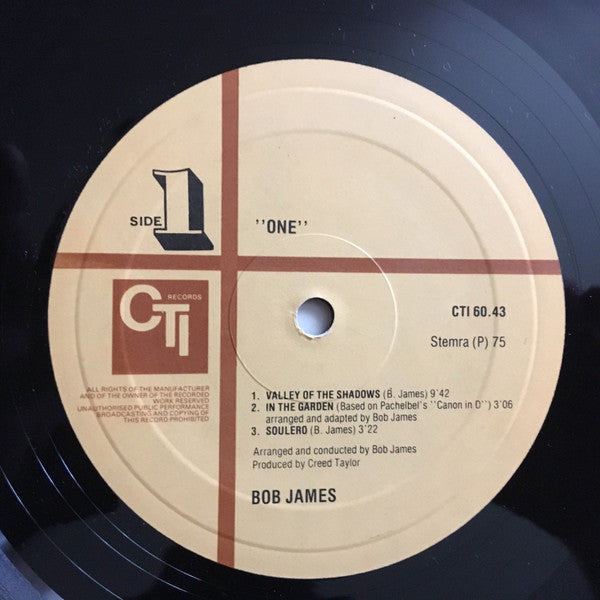 SIDE 1
''ONE''
CTI
RECORDS
CTI 60.43
Stemra (P) 75
ALL RIGHTS OF THE MANUFACTURER
AND OF THE OWNER OF THE RECORDED
WORK RESERVED
UNAUTHORISED PUBLIC PERFORMANCE
BROADCASTING AND COPYING OF
THIS RECORD PROHIBITED
1. VALLEY OF THE SHADOWS (B. James) 9'42
2. IN THE GARDEN (Based on Pachelbel's ''Canon in D'') 3'06
arranged and adapted by Bob James
3. SOULERO (B. James) 3'22
Arranged and conducted by Bob James
Produced by Creed Taylor
BOB JAMES